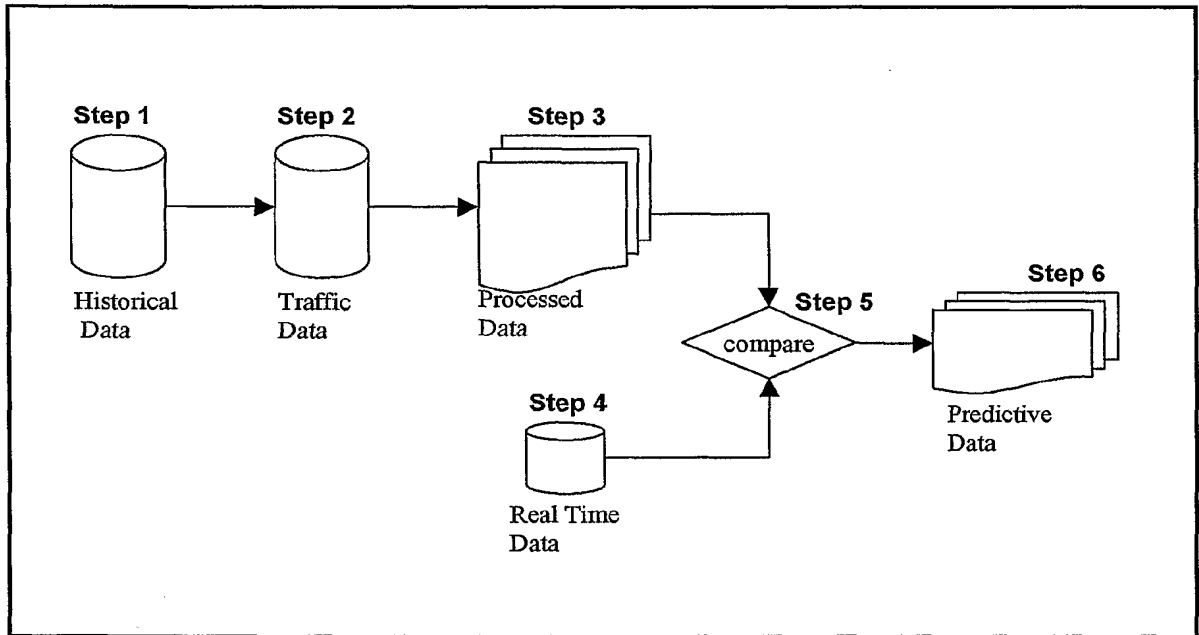 Step 1
Step 2
Step 3
Historical
Data
Traffic
Data
Processed
Data
Step 4
Real Time
Data
Step 5
compare
Step 6
Predictive
Data